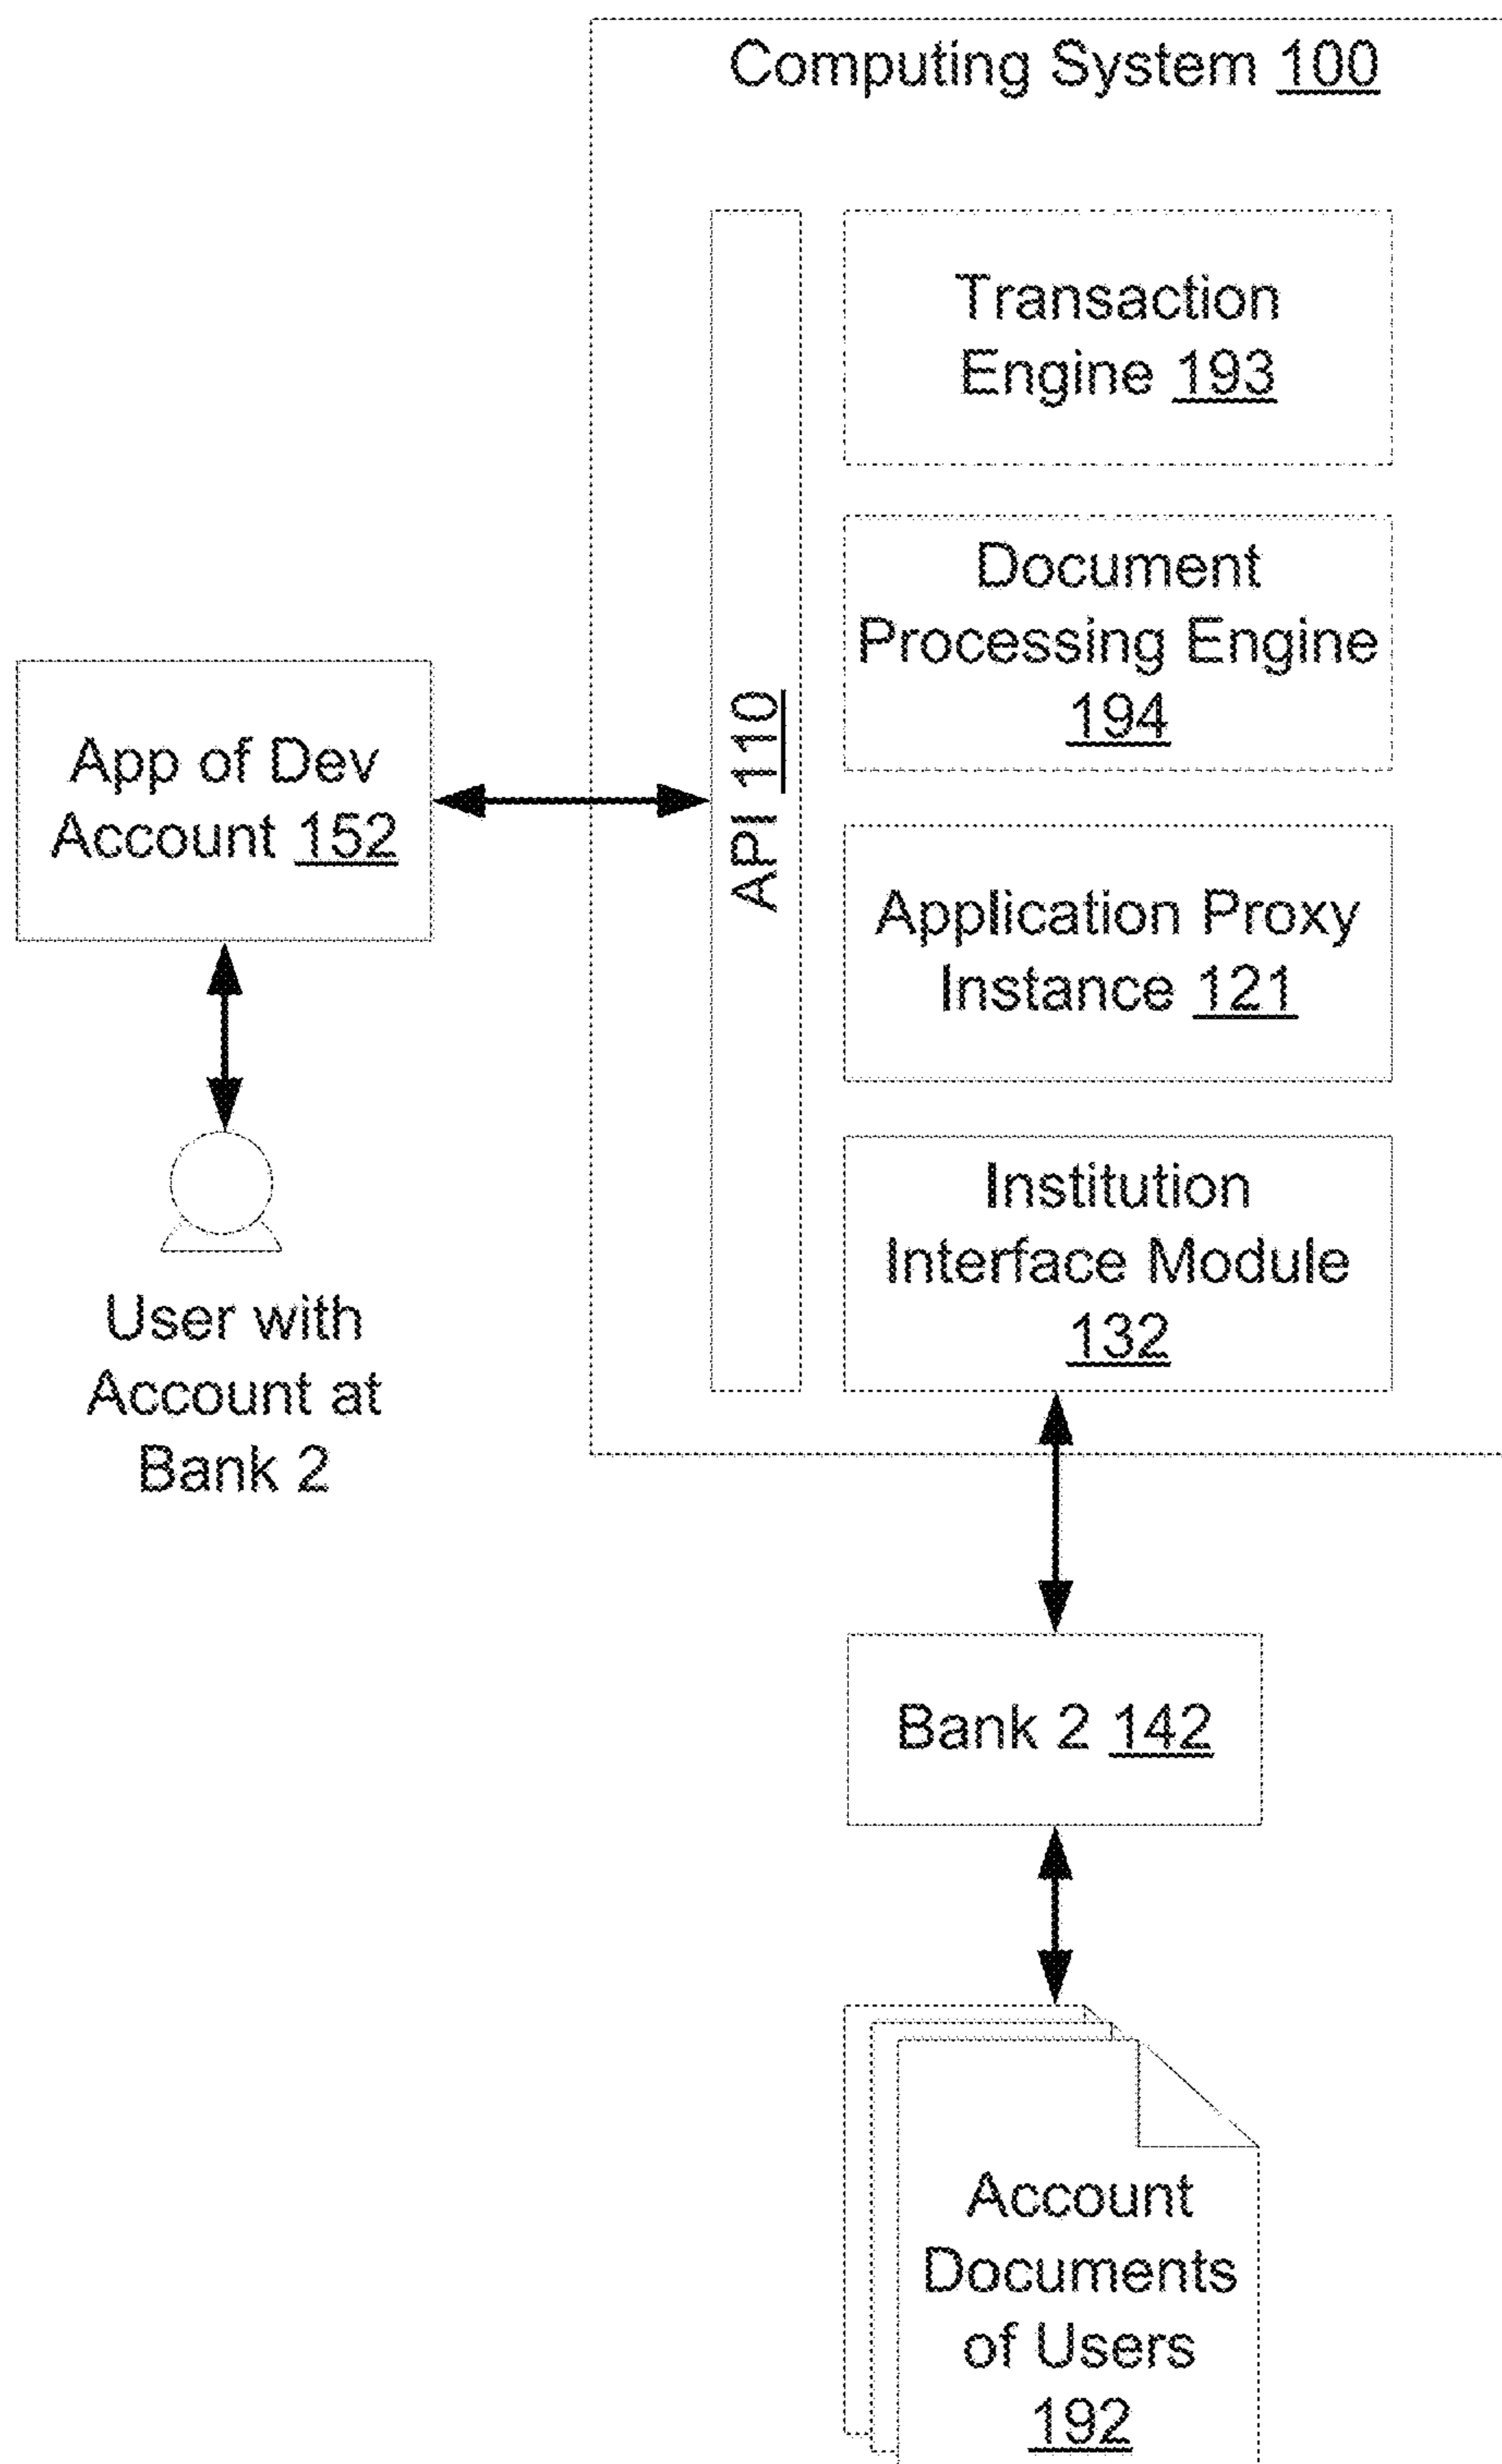 Computing System 100
Transaction
Engine 193
Document
Processing Engine
194
API 110
App of Dev
Account 152
Application Proxy
Instance 121
Institution
Interface Module
132
User with
Account at
Bank 2
Bank 2 142
Account
Documents
of Users
192